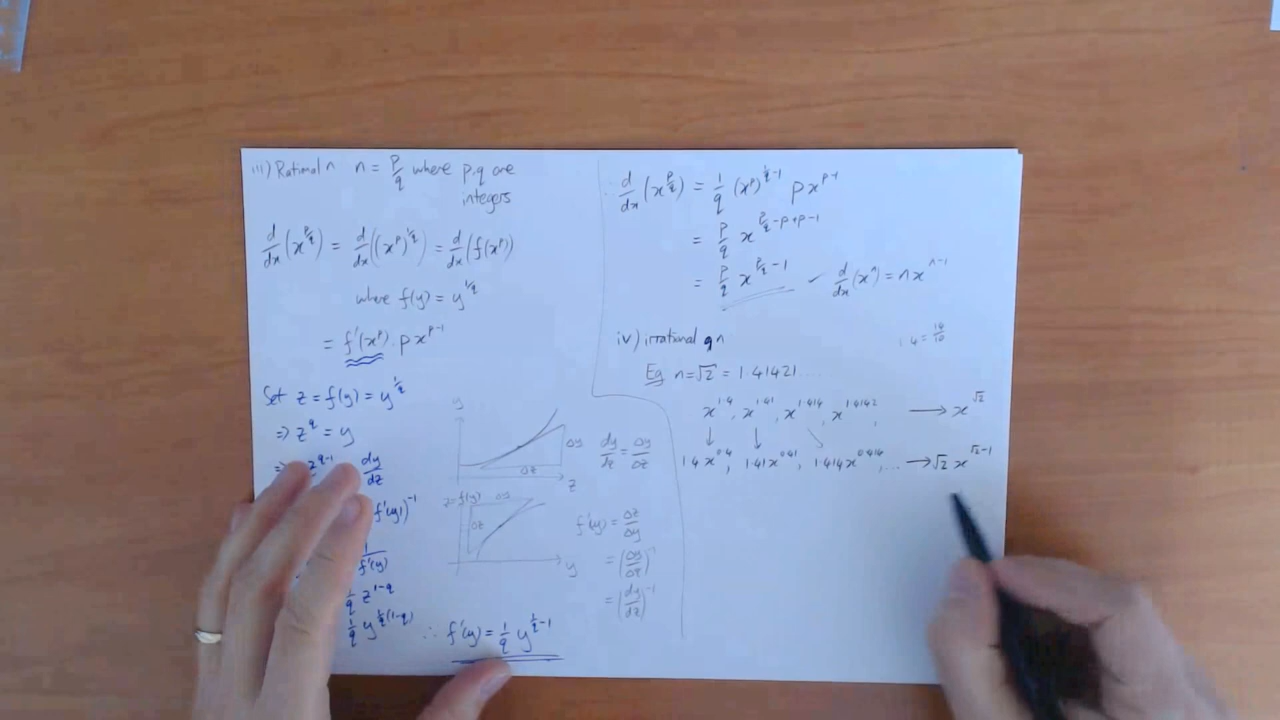 iii) Rational n n = p/q where p,q are
integers
d/dx (x^(p/q)) = d/dx ((x^p)^(1/q)) = d/dx (f(x^p))
where f(y) = y^(1/q)
= f'(x^p) . p x^(p-1)
Set z = f(y) = y^(1/q)
⇒ z^q = y
⇒ z^(q-1) dy/dz
f'(y))^-1
1/f'(y)
1/q z^(1-q)
1/q y^(1/q (1-q))
∴ f'(y) = 1/q y^(1/q - 1)
y
Δy
Δz
z
dy/dz = Δy/Δz
z=f(y) Δy
Δz
y
f'(y) = Δz/Δy
= (Δy/Δz)^-1
= (dy/dz)^-1
d/dx (x^(p/q)) = 1/q (x^p)^(1/q - 1) p x^(p-1)
= p/q x^(p/q - p + p - 1)
= p/q x^(p/q - 1) ✓ d/dx (x^n) = n x^(n-1)
iv) irrational n
1.4 = 14/10
Eg n = √2 = 1.41421....
x^1.4, x^1.41, x^1.414, x^1.4142, → x^√2
↓ ↓
1.4 x^0.4, 1.41 x^0.41, 1.414 x^0.414, ... → √2 x^(√2-1)